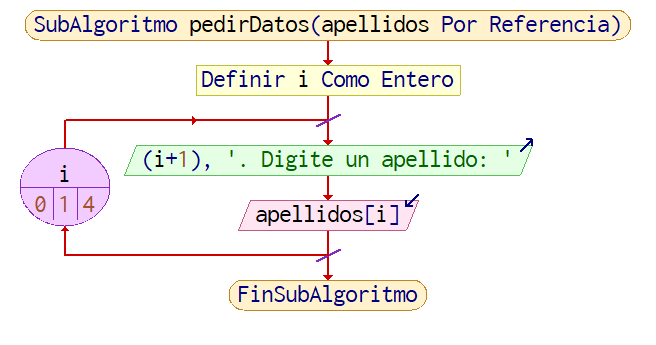 SubAlgoritmo pedirDatos(apellidos Por Referencia)
Definir i Como Entero
(i+1), '. Digite un apellido: '
i
0 1 4
apellidos[i]
FinSubAlgoritmo